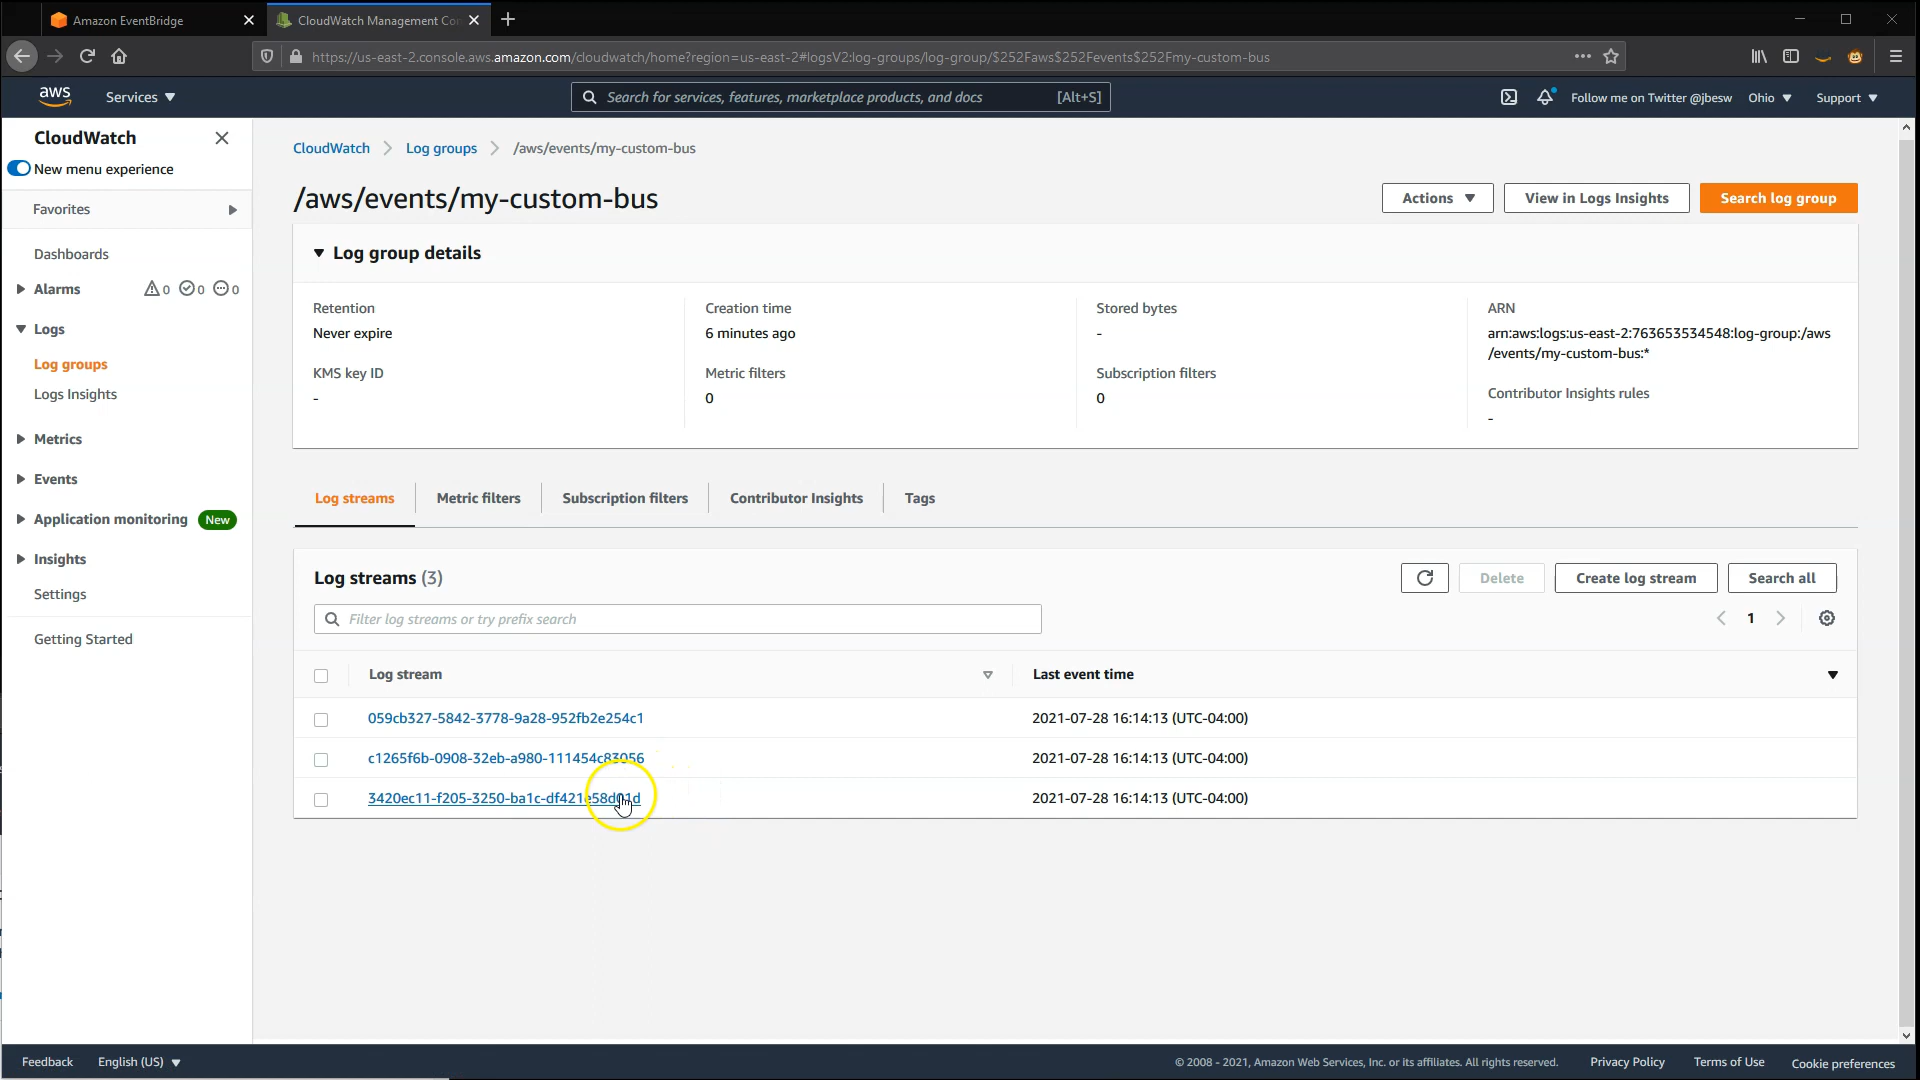 Amazon EventBridge
CloudWatch Management Co
https://us-east-2.console.aws.amazon.com/cloudwatch/home?region=us-east-2#logsV2:log-groups/log-group/$252Faws$252Fevents$252Fmy-custom-bus
aws
Services
Search for services, features, marketplace products, and docs
[Alt+S]
Follow me on Twitter @jbesw
Ohio
Support
CloudWatch
New menu experience
Favorites
Dashboards
Alarms
0
0
0
Logs
Log groups
Logs Insights
Metrics
Events
Application monitoring
New
Insights
Settings
Getting Started
CloudWatch
Log groups
/aws/events/my-custom-bus
/aws/events/my-custom-bus
Actions
View in Logs Insights
Search log group
Log group details
Retention
Never expire
KMS key ID
-
Creation time
6 minutes ago
Metric filters
0
Stored bytes
-
Subscription filters
0
ARN
arn:aws:logs:us-east-2:763653534548:log-group:/aws
/events/my-custom-bus:*
Contributor Insights rules
-
Log streams
Metric filters
Subscription filters
Contributor Insights
Tags
Log streams (3)
Delete
Create log stream
Search all
Filter log streams or try prefix search
1
Log stream
Last event time
059cb327-5842-3778-9a28-952fb2e254c1
2021-07-28 16:14:13 (UTC-04:00)
c1265f6b-0908-32eb-a980-111454c83056
2021-07-28 16:14:13 (UTC-04:00)
3420ec11-f205-3250-ba1c-df421e58d01d
2021-07-28 16:14:13 (UTC-04:00)
Feedback
English (US)
© 2008 - 2021, Amazon Web Services, Inc. or its affiliates. All rights reserved.
Privacy Policy
Terms of Use
Cookie preferences